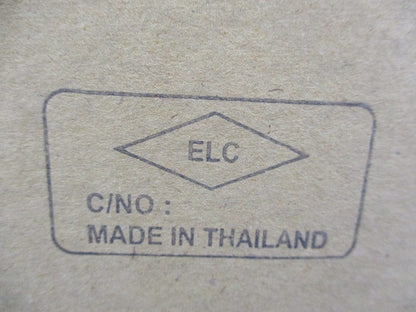 ELC
C/NO :
MADE IN THAILAND